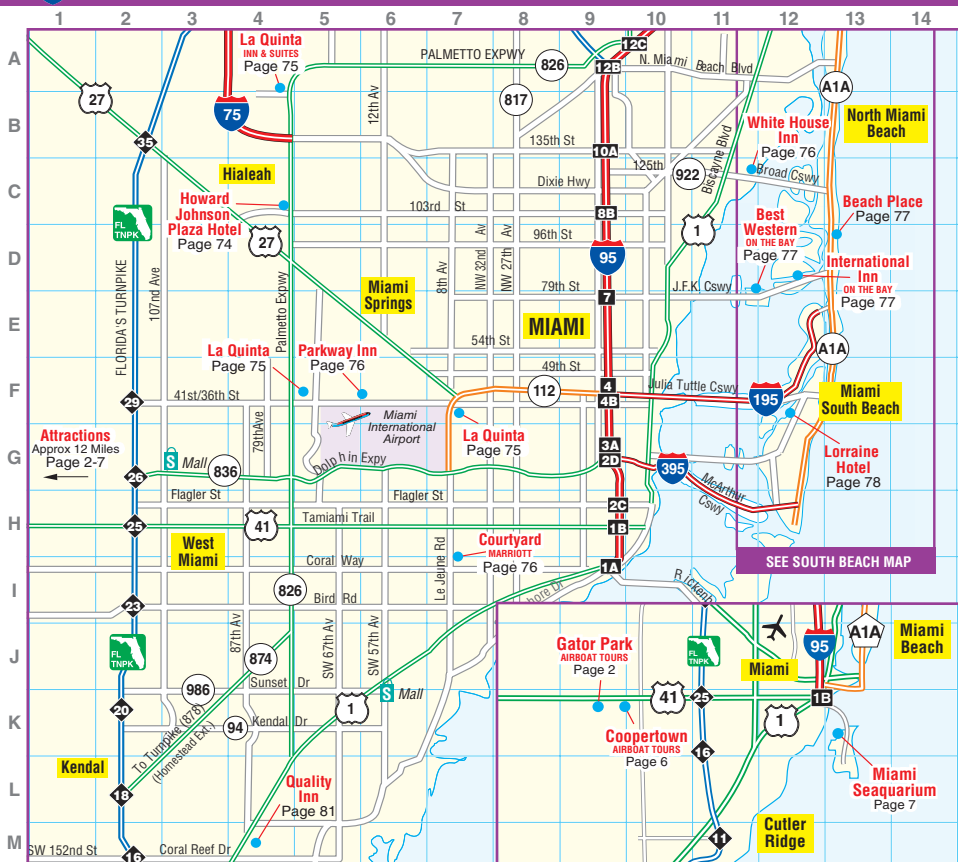 1 2 3 4 5 6 7 8 9 10 11 12 13 14
A
B
C
D
E
F
G
H
I
J
K
L
M
La Quinta
INN & SUITES
Page 75
PALMETTO EXPWY
826
12C
12B
N. Miami Beach Blvd
A1A
27
75
12th Av
817
North Miami
Beach
White House
Inn
Page 76
35
135th St
10A
125th
922
Biscayne Blvd
Broad Cswy
Hialeah
Dixie Hwy
Howard
Johnson
Plaza Hotel
Page 74
103rd St
8B
FL
TNPK
27
96th St
95
1
Best
Western
ON THE BAY
Page 77
Beach Place
Page 77
International
Inn
ON THE BAY
Page 77
107nd Ave
FLORIDA'S TURNPIKE
Palmetto Expwy
Miami
Springs
8th Av
NW 32nd Av
NW 27th Av
79th St
7
J.F.K. Cswy
MIAMI
54th St
49th St
A1A
La Quinta
Page 75
Parkway Inn
Page 76
29
41st/36th St
112
4
4B
Julia Tuttle Cswy
195
Miami
South Beach
79thAve
Miami
International
Airport
La Quinta
Page 75
Attractions
Approx 12 Miles
Page 2-7
S Mall
836
26
Dolphin Expy
3A
2D
395
McArthur
Cswy
Lorraine
Hotel
Page 78
Flagler St
Flagler St
2C
25
41
Tamiami Trail
1B
West
Miami
Coral Way
Le Jeune Rd
Courtyard
MARRIOTT
Page 76
1A
SEE SOUTH BEACH MAP
826
Bird Rd
hore Dr
Rickenb
23
FL
TNPK
87th Av
874
SW 67th Av
SW 57th Av
986
Sunset Dr
S Mall
1
20
94
Kendal Dr
To Turnpike (878)
(Homestead Ext.)
Kendal
18
Quality
Inn
Page 81
SW 152nd St
16
Coral Reef Dr
Gator Park
AIRBOAT TOURS
Page 2
FL
TNPK
Miami
95
A1A
Miami
Beach
41
25
1B
1
Coopertown
AIRBOAT TOURS
Page 6
16
Miami
Seaquarium
Page 7
Cutler
Ridge
11